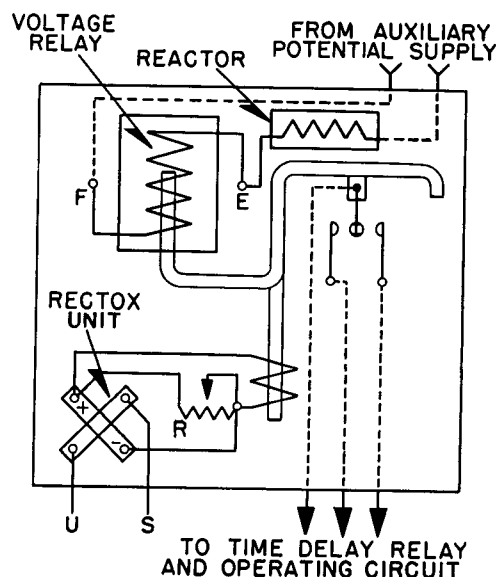 VOLTAGE
RELAY
REACTOR
FROM AUXILIARY
POTENTIAL SUPPLY
F
E
RECTOX
UNIT
+
-
R
U
S
TO TIME DELAY RELAY
AND OPERATING CIRCUIT